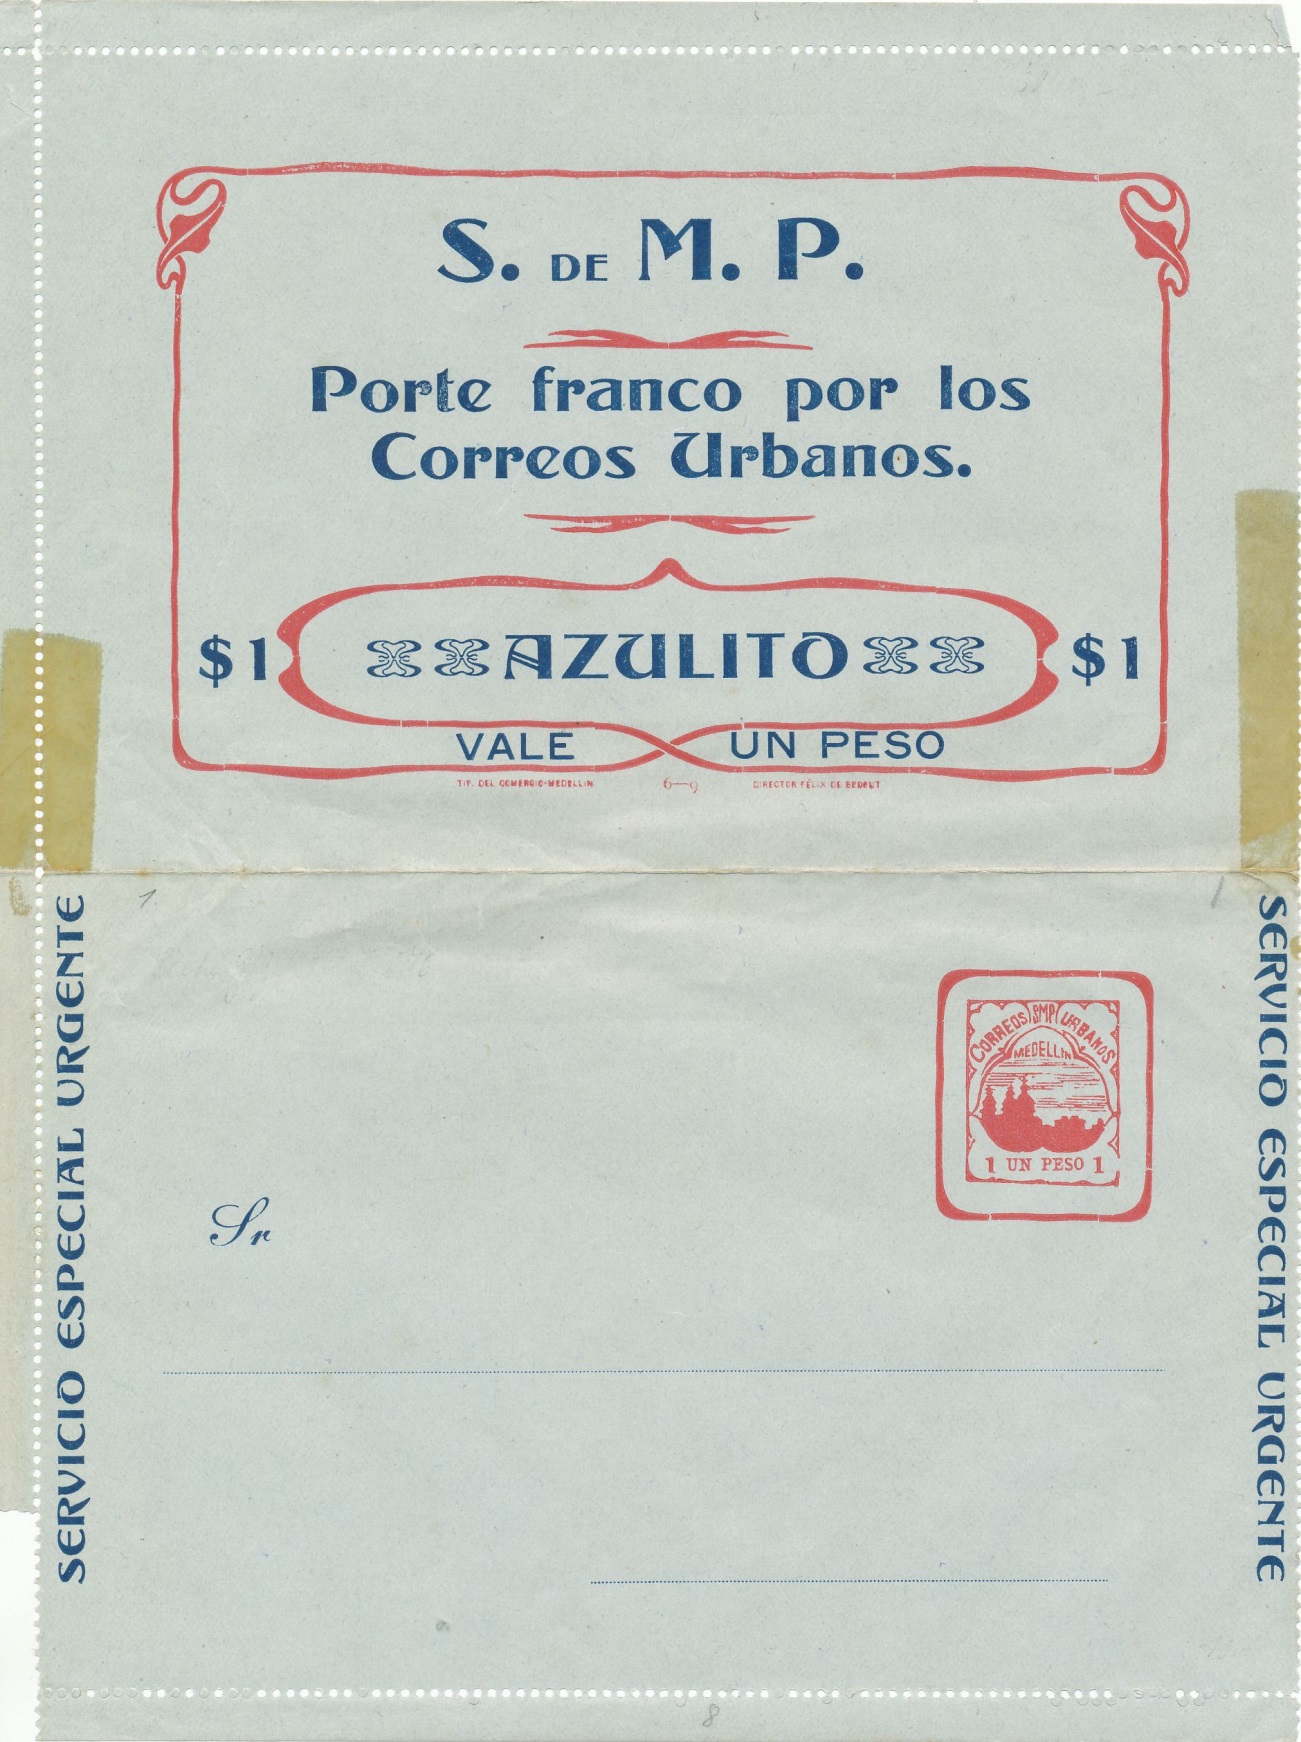 S. DE M. P.
Porte franco por los
Correos Urbanos.
$1 AZULITO $1
VALE UN PESO
TIP. DEL COMERCIO-MEDELLIN 6—9 DIRECTOR FÉLIX DE BEDOUT
1
SERVICIO ESPECIAL URGENTE
SERVICIO ESPECIAL URGENTE
CORREOS SMP URBANOS
MEDELLIN
1 UN PESO 1
Sr
8